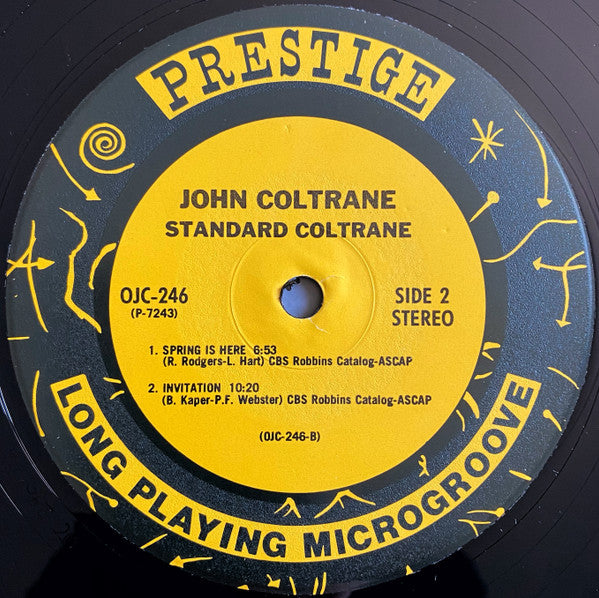 PRESTIGE
JOHN COLTRANE
STANDARD COLTRANE
OJC-246
(P-7243)
SIDE 2
STEREO
1. SPRING IS HERE 6:53
(R. Rodgers-L. Hart) CBS Robbins Catalog-ASCAP
2. INVITATION 10:20
(B. Kaper-P.F. Webster) CBS Robbins Catalog-ASCAP
(OJC-246-B)
LONG PLAYING MICROGROOVE